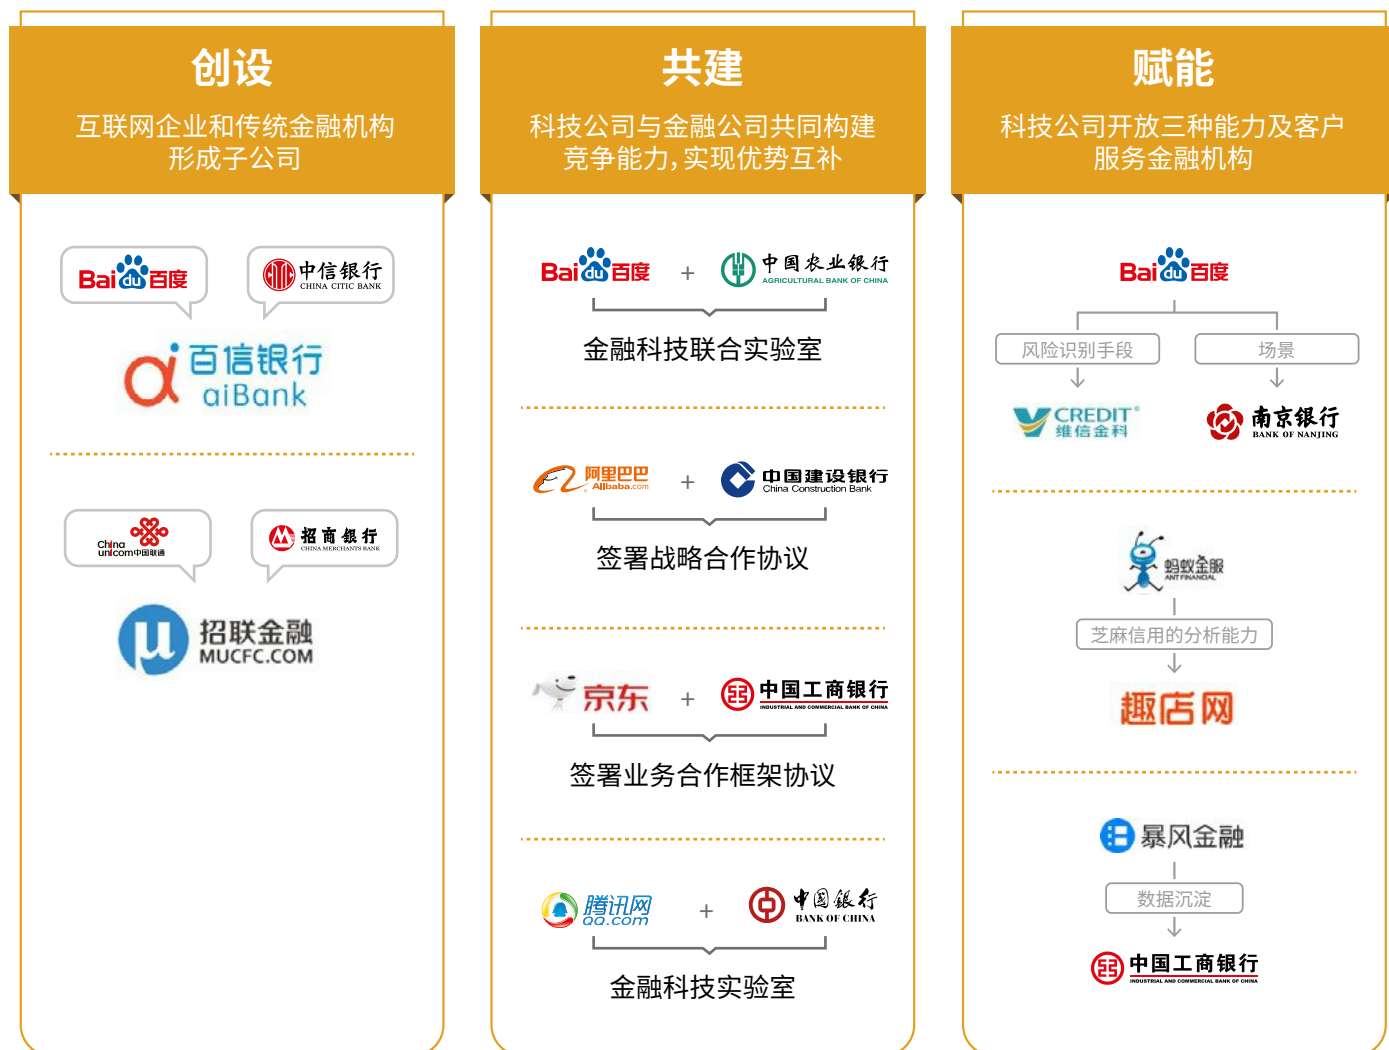 创设
互联网企业和传统金融机构
形成子公司
Baidu百度
CITIC
中信银行
CHINA CITIC BANK
ai 百信银行
aiBank
China
unicom中国联通
招商银行
CHINA MERCHANTS BANK
μ 招联金融
MUCFC.COM
共建
科技公司与金融公司共同构建
竞争能力，实现优势互补
Baidu百度 + 中国农业银行
AGRICULTURAL BANK OF CHINA
金融科技联合实验室
阿里巴巴
Alibaba.com
+
中国建设银行
China Construction Bank
签署战略合作协议
京东 + 中国工商银行
INDUSTRIAL AND COMMERCIAL BANK OF CHINA
签署业务合作框架协议
腾讯网
QQ.com
+
中国银行
BANK OF CHINA
金融科技实验室
赋能
科技公司开放三种能力及客户
服务金融机构
Baidu百度
风险识别手段
场景
VCREDIT®
维信金科
南京银行
BANK OF NANJING
蚂蚁金服
ANT FINANCIAL
芝麻信用的分析能力
趣店网
暴风金融
数据沉淀
中国工商银行
INDUSTRIAL AND COMMERCIAL BANK OF CHINA